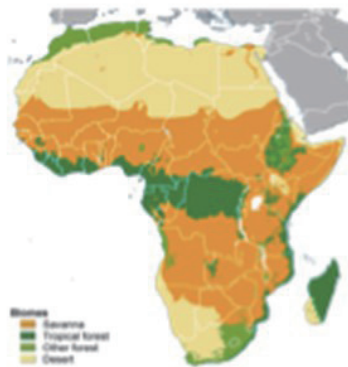 Biomes
Savanna
Tropical forest
Other forest
Desert